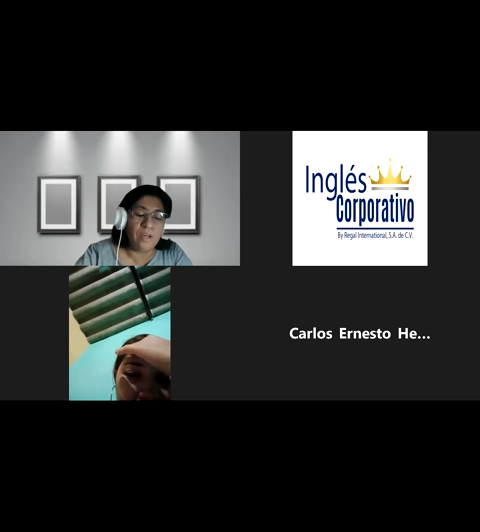 Inglés
Corporativo
By Regal International, S.A. de C.V.
Carlos Ernesto He...